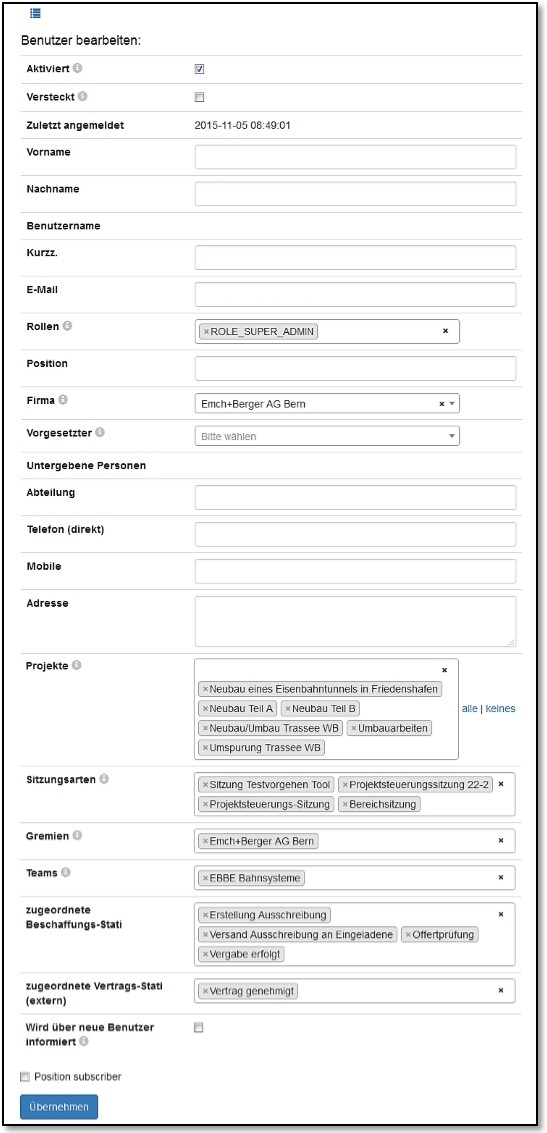 Benutzer bearbeiten:
Aktiviert
Versteckt
Zuletzt angemeldet 2015-11-05 08:49:01
Vorname
Nachname
Benutzername
Kurzz.
E-Mail
Rollen ×ROLE_SUPER_ADMIN ×
Position
Firma Emch+Berger AG Bern ×
Vorgesetzter Bitte wählen
Untergebene Personen
Abteilung
Telefon (direkt)
Mobile
Adresse
Projekte ×
×Neubau eines Eisenbahntunnels in Friedenshafen
×Neubau Teil A ×Neubau Teil B alle | keines
×Neubau/Umbau Trassee WB ×Umbauarbeiten
×Umspurung Trassee WB
Sitzungsarten ×Sitzung Testvorgehen Tool ×Projektsteuerungssitzung 22-2 ×
×Projektsteuerungs-Sitzung ×Bereichsitzung
Gremien ×Emch+Berger AG Bern ×
Teams ×EBBE Bahnsysteme ×
zugeordnete ×Erstellung Ausschreibung ×
Beschaffungs-Stati ×Versand Ausschreibung an Eingeladene ×Offertprüfung
×Vergabe erfolgt
zugeordnete Vertrags-Stati ×Vertrag genehmigt ×
(extern)
Wird über neue Benutzer
informiert
Position subscriber
Übernehmen